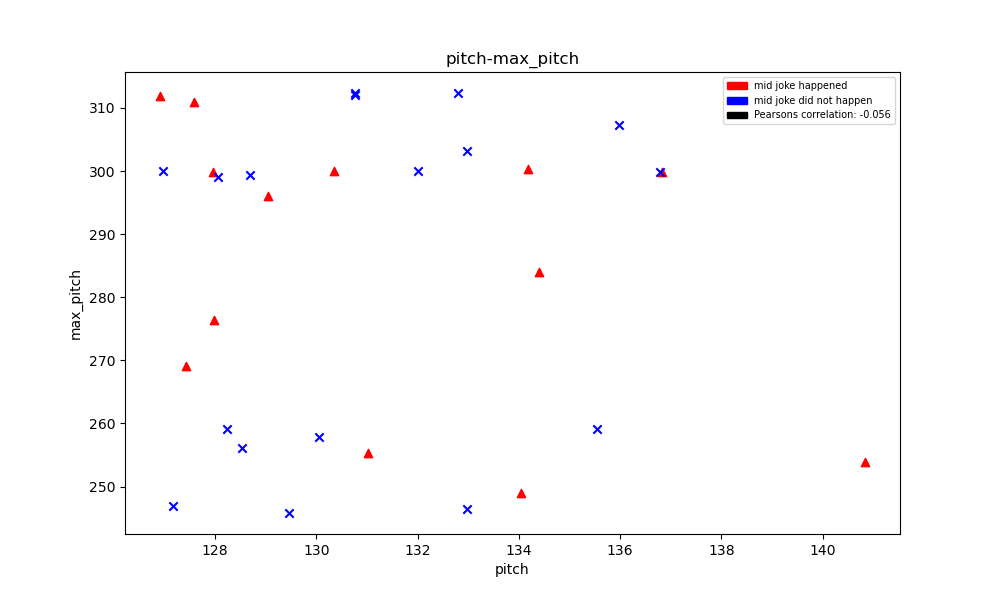 pitch-max_pitch
mid joke happened
mid joke did not happen
Pearsons correlation: -0.056
max_pitch
310
300
290
280
270
260
250
128 130 132 134 136 138 140
pitch